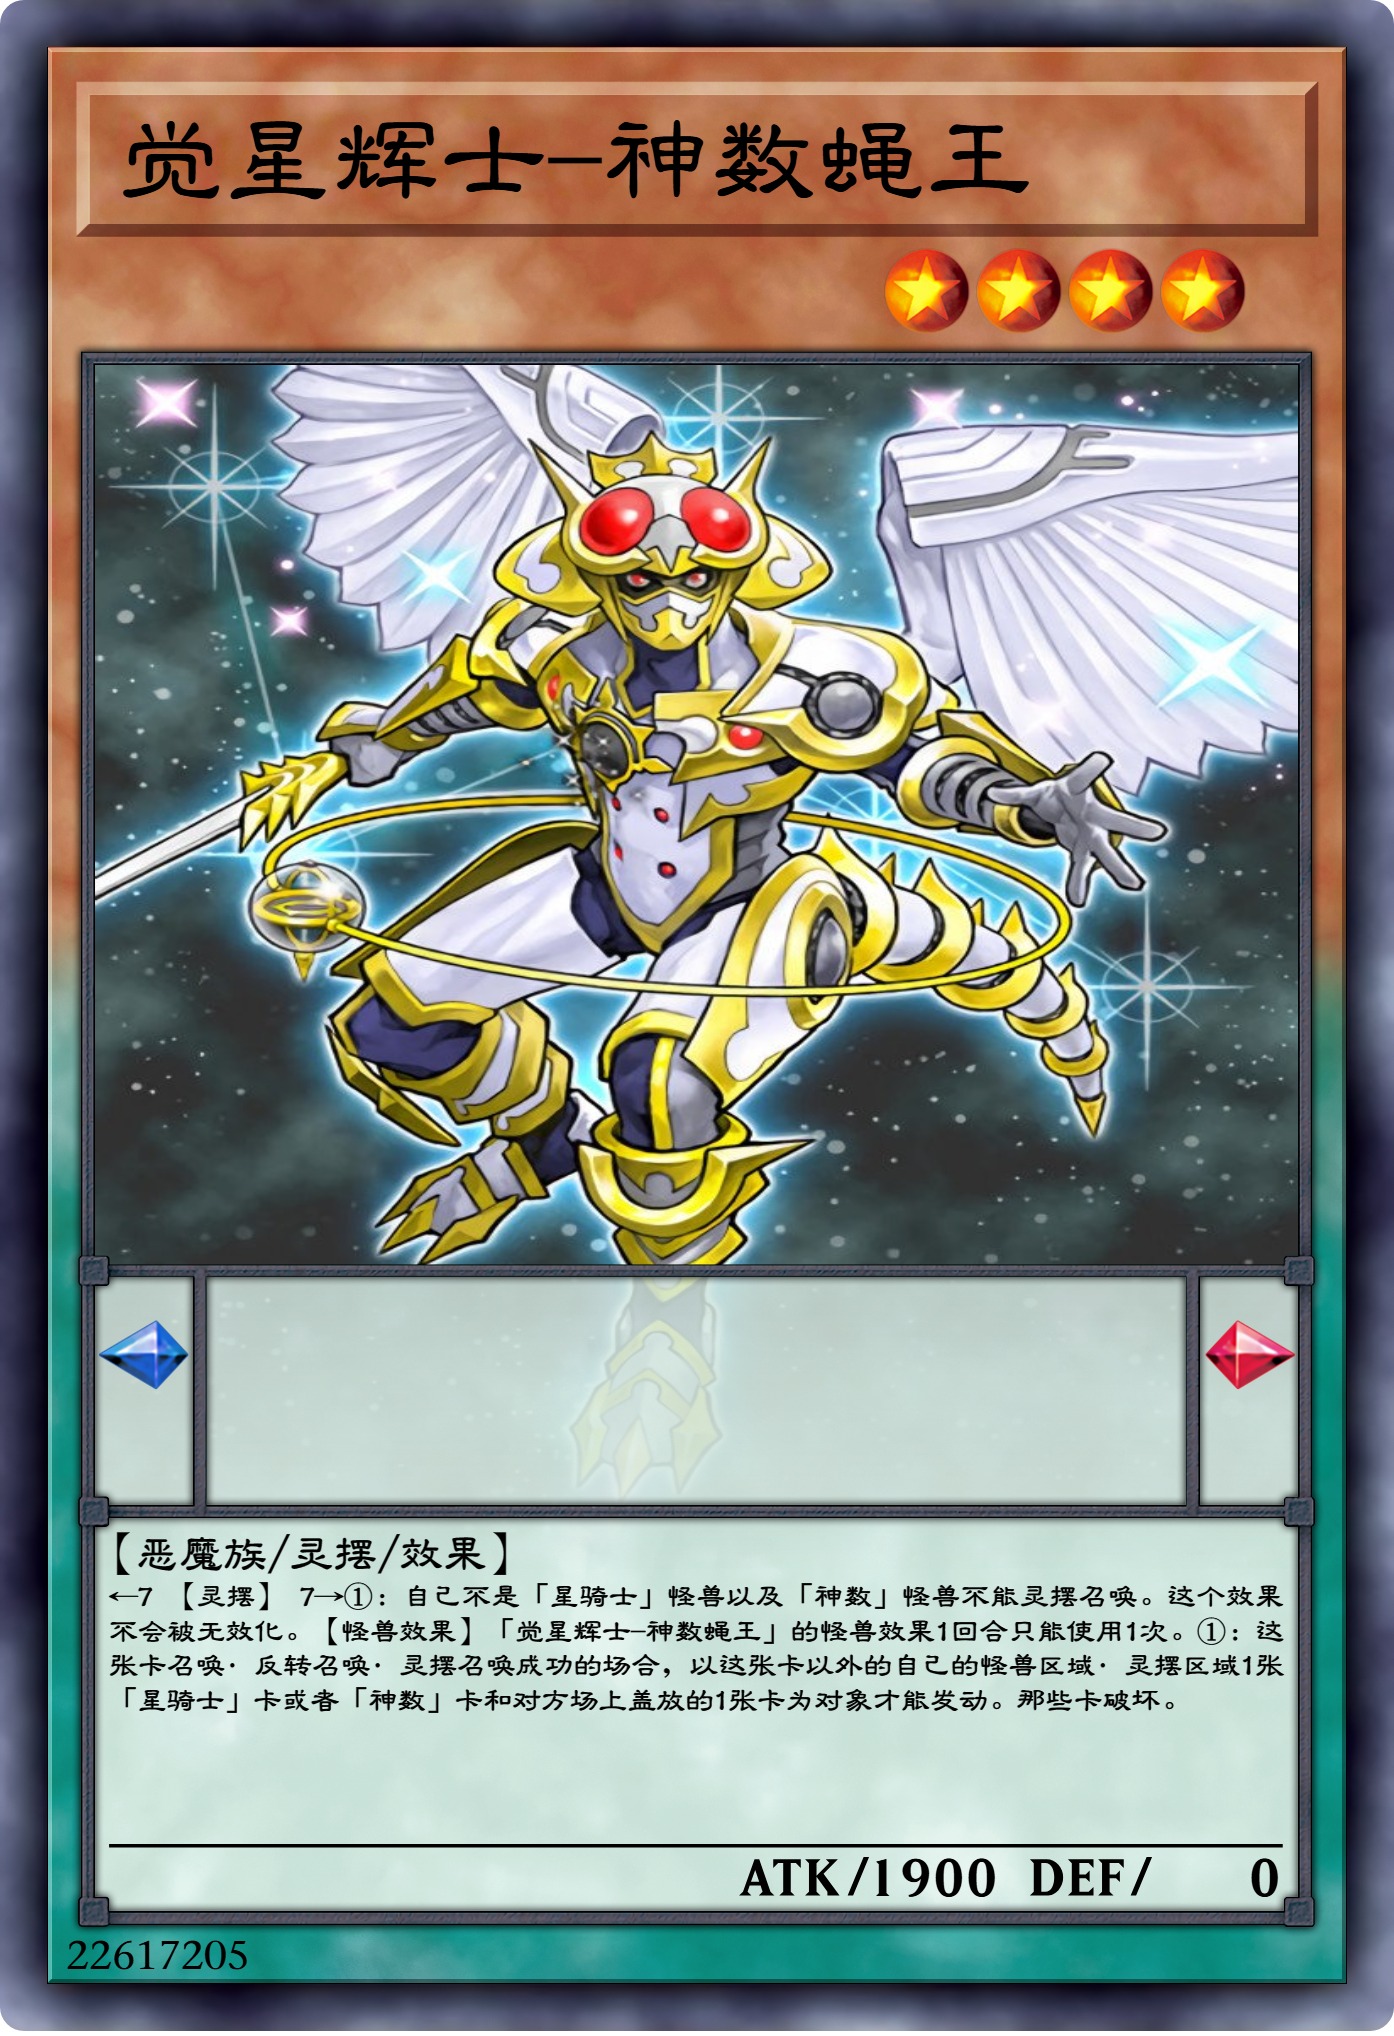 觉星辉士-神数蝇王
【恶魔族/灵摆/效果】
←7 【灵摆】 7→①：自己不是「星骑士」怪兽以及「神数」怪兽不能灵摆召唤。这个效果
不会被无效化。【怪兽效果】「觉星辉士-神数蝇王」的怪兽效果1回合只能使用1次。①：这
张卡召唤·反转召唤·灵摆召唤成功的场合，以这张卡以外的自己的怪兽区域·灵摆区域1张
「星骑士」卡或者「神数」卡和对方场上盖放的1张卡为对象才能发动。那些卡破坏。
ATK/1900 DEF/ 0
22617205